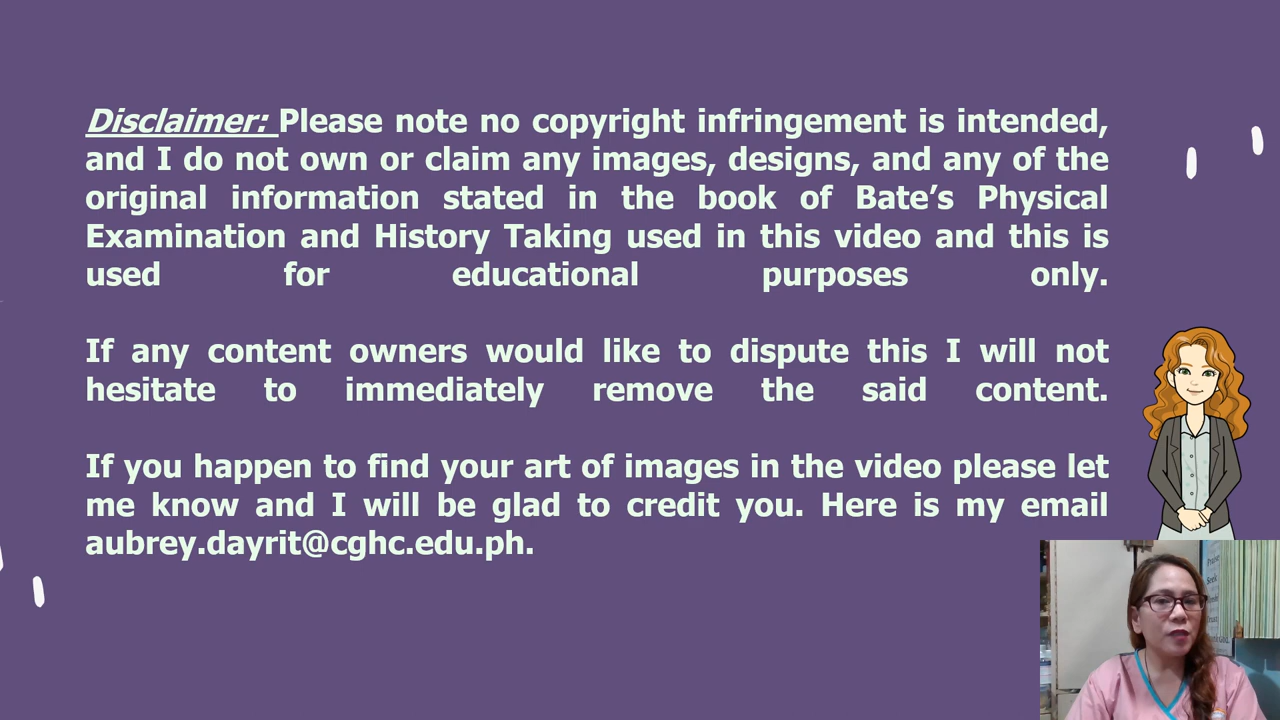 Disclaimer: Please note no copyright infringement is intended,
and I do not own or claim any images, designs, and any of the
original information stated in the book of Bate’s Physical
Examination and History Taking used in this video and this is
used for educational purposes only.
If any content owners would like to dispute this I will not
hesitate to immediately remove the said content.
If you happen to find your art of images in the video please let
me know and I will be glad to credit you. Here is my email
aubrey.dayrit@cghc.edu.ph.
Seek